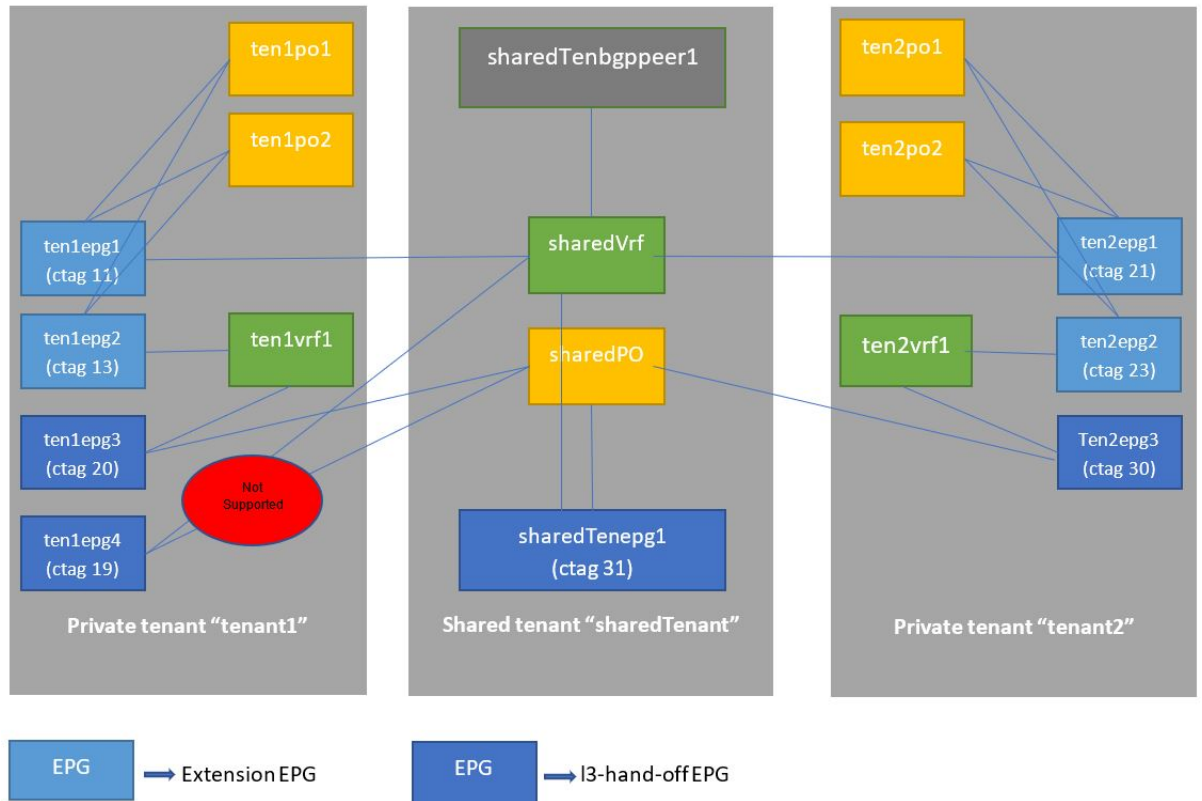 ten1po1
ten1po2
ten1epg1
(ctag 11)
ten1epg2
(ctag 13)
ten1vrf1
ten1epg3
(ctag 20)
Not
Supported
ten1epg4
(ctag 19)
Private tenant “tenant1”
sharedTenbgppeer1
sharedVrf
sharedPO
sharedTenepg1
(ctag 31)
Shared tenant “sharedTenant”
ten2po1
ten2po2
ten2epg1
(ctag 21)
ten2vrf1
ten2epg2
(ctag 23)
Ten2epg3
(ctag 30)
Private tenant “tenant2”
EPG
Extension EPG
EPG
l3-hand-off EPG